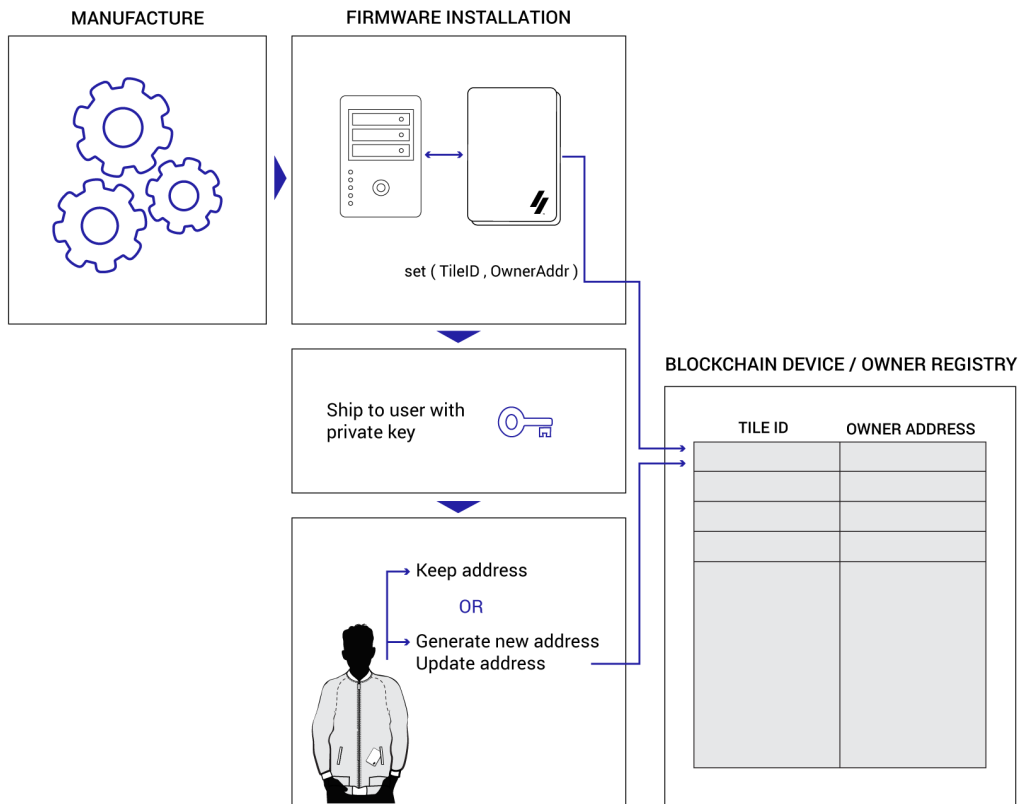 MANUFACTURE
FIRMWARE INSTALLATION
set ( TileID , OwnerAddr )
Ship to user with
private key
Keep address
OR
Generate new address
Update address
BLOCKCHAIN DEVICE / OWNER REGISTRY
TILE ID
OWNER ADDRESS